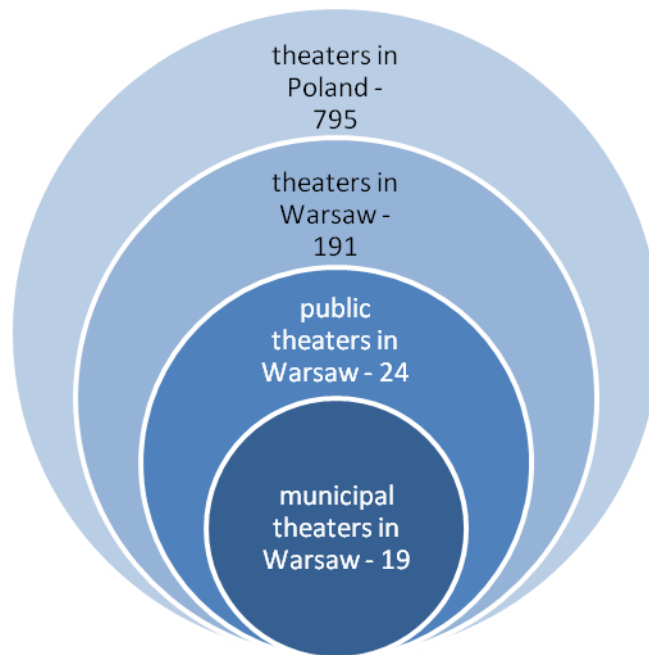 theaters in
Poland -
795
theaters in
Warsaw -
191
public
theaters in
Warsaw - 24
municipal
theaters in
Warsaw - 19